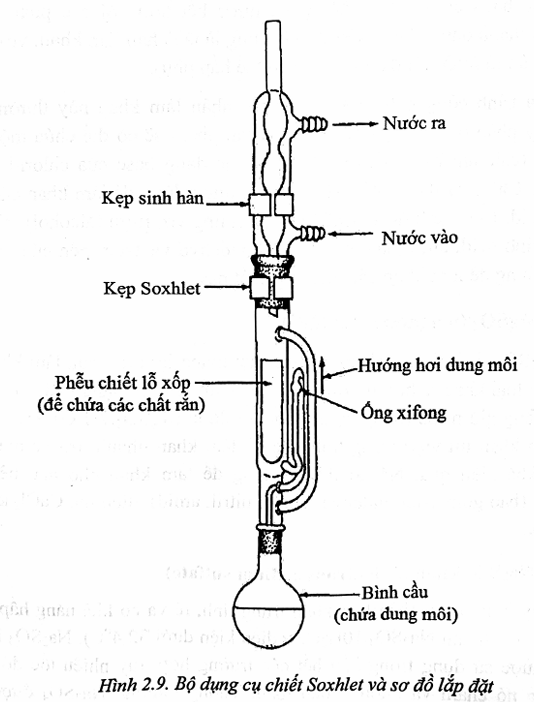 Nước ra
Kẹp sinh hàn
Nước vào
Kẹp Soxhlet
Hướng hơi dung môi
Phễu chiết lỗ xốp
(để chứa các chất rắn)
Ống xifong
Bình cầu
(chứa dung môi)
Hình 2.9. Bộ dụng cụ chiết Soxhlet và sơ đồ lắp đặt